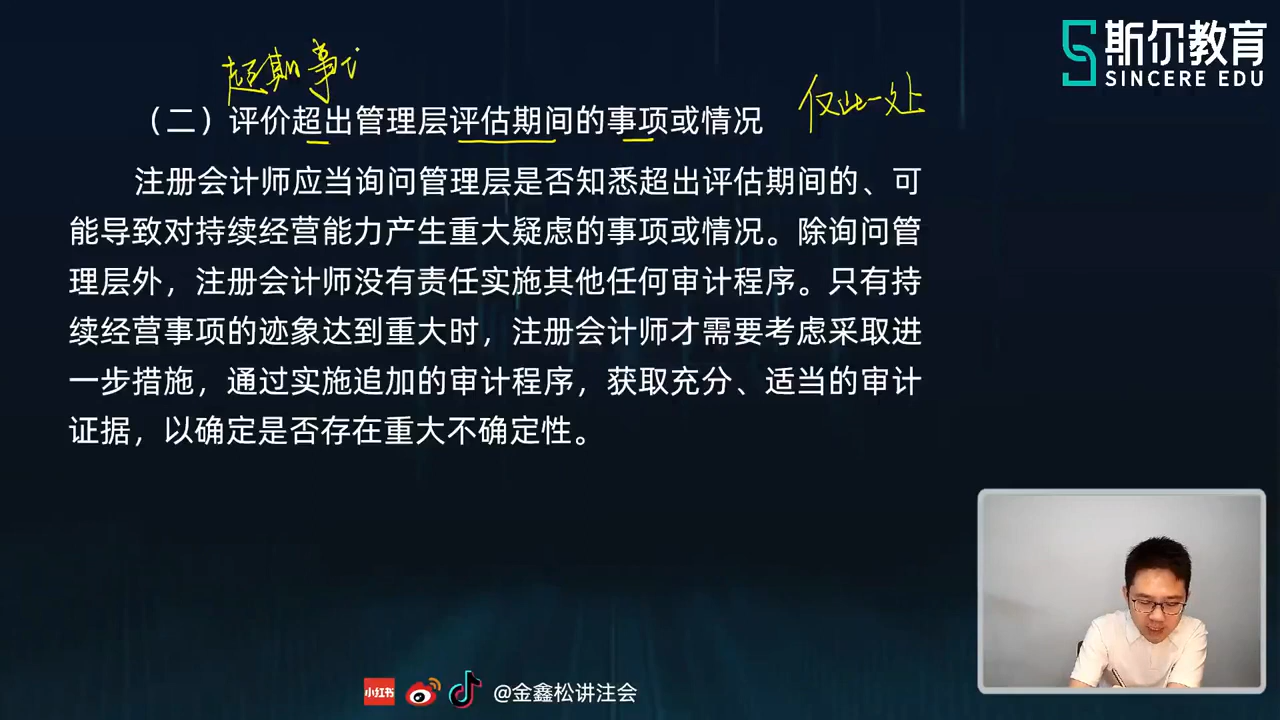 斯尔教育
SINCERE EDU
超期事
仅此一处
（二）评价超出管理层评估期间的事项或情况
注册会计师应当询问管理层是否知悉超出评估期间的、可
能导致对持续经营能力产生重大疑虑的事项或情况。除询问管
理层外，注册会计师没有责任实施其他任何审计程序。只有持
续经营事项的迹象达到重大时，注册会计师才需要考虑采取进
一步措施，通过实施追加的审计程序，获取充分、适当的审计
证据，以确定是否存在重大不确定性。
小红书
@金鑫松讲注会